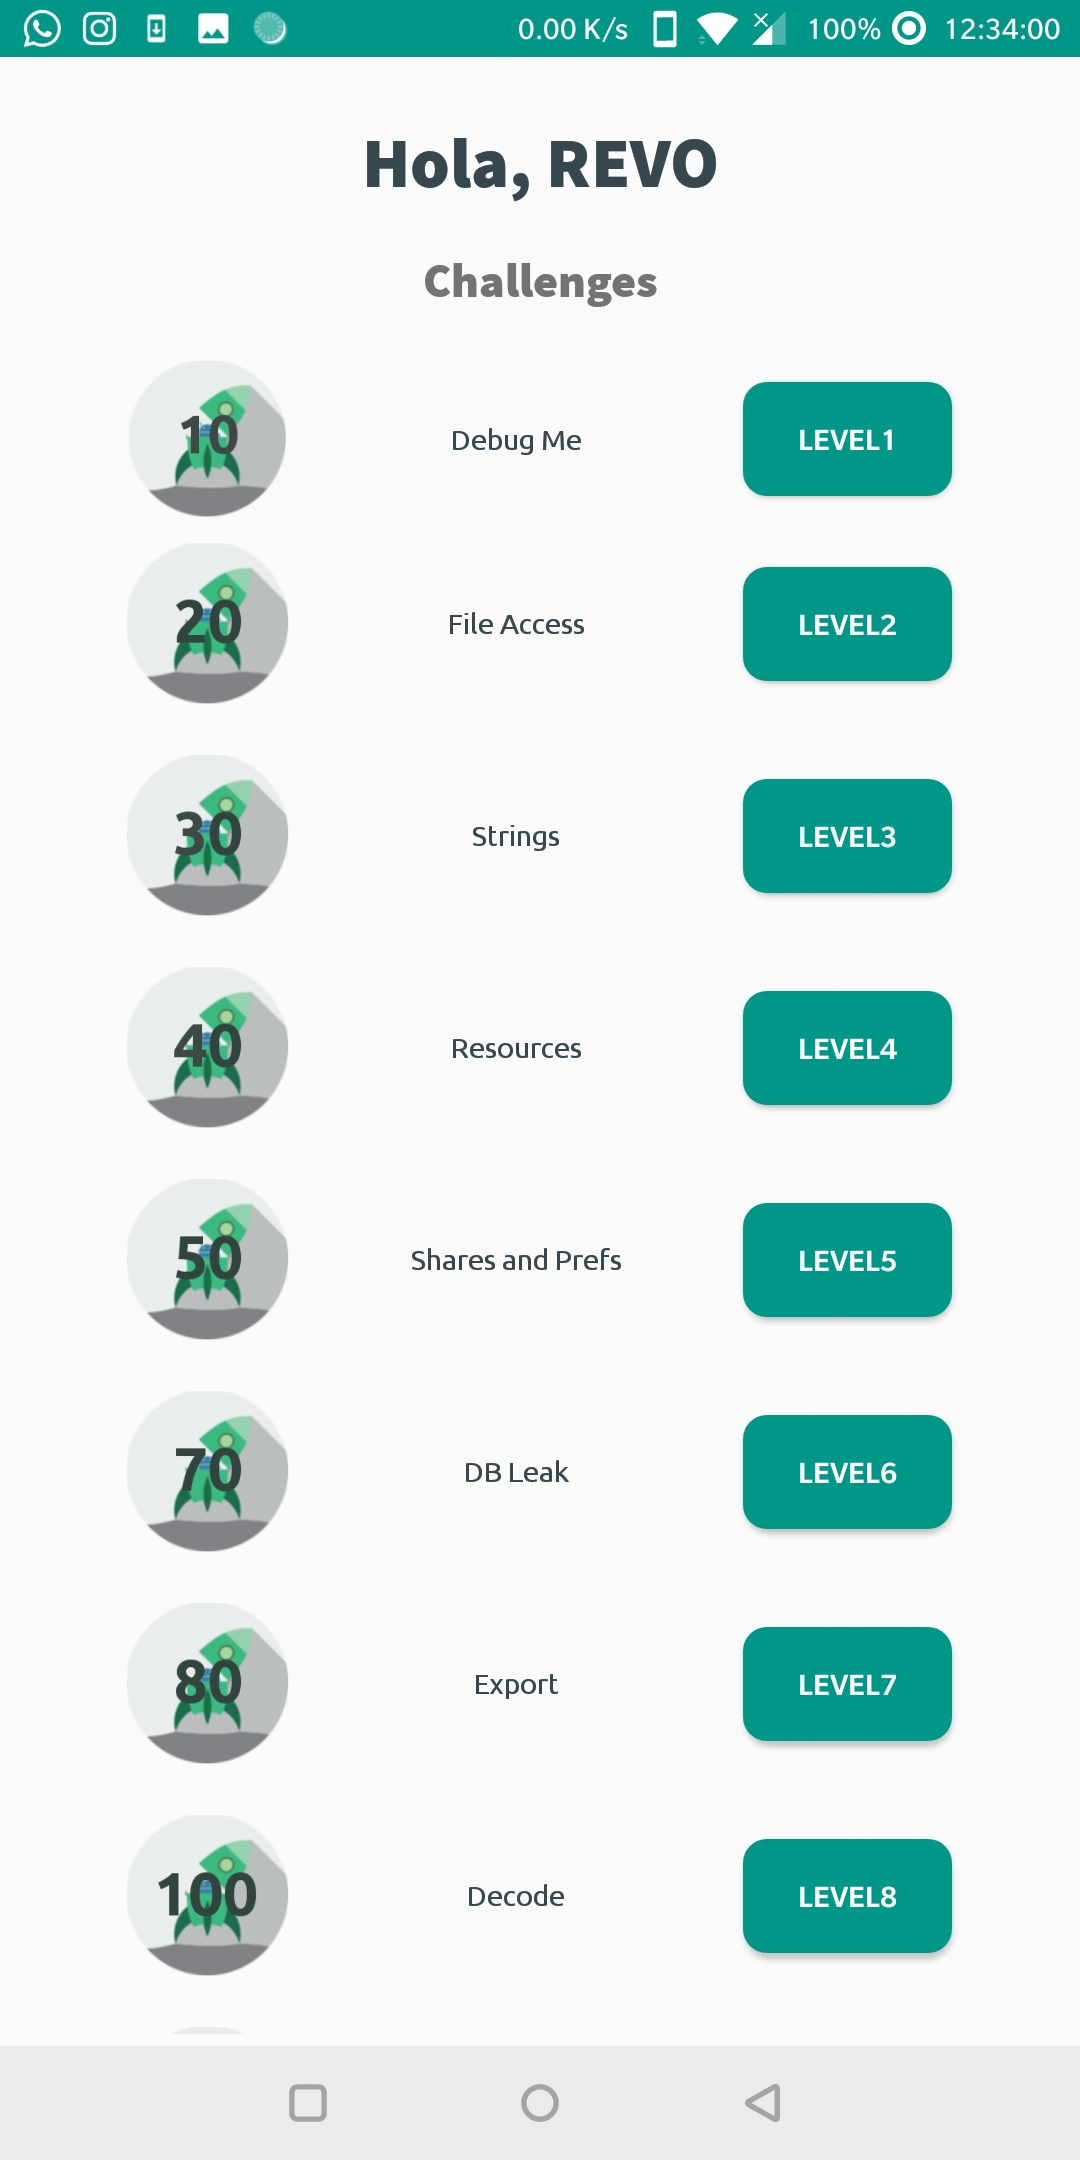 0.00 K/s 100% 12:34:00
Hola, REVO
Challenges
10 Debug Me LEVEL1
20 File Access LEVEL2
30 Strings LEVEL3
40 Resources LEVEL4
50 Shares and Prefs LEVEL5
70 DB Leak LEVEL6
80 Export LEVEL7
100 Decode LEVEL8